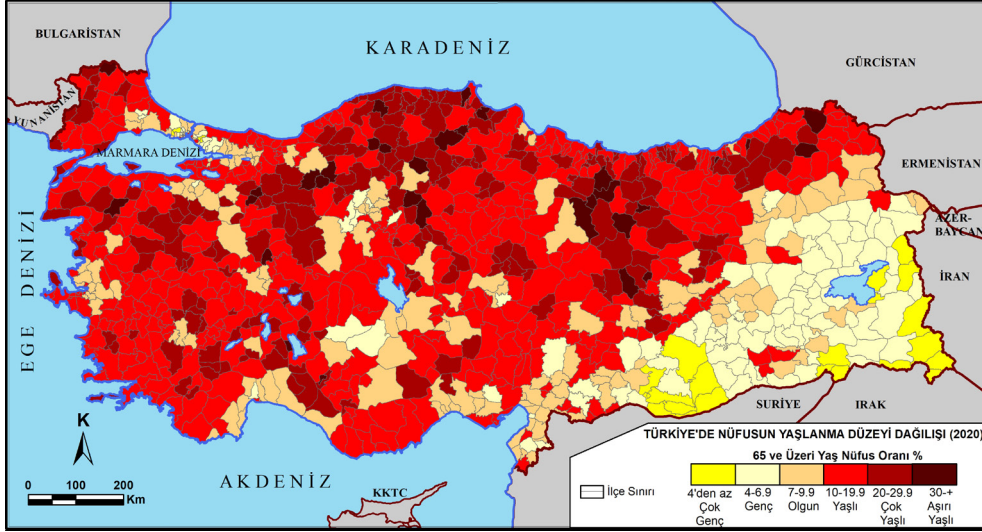 BULGARİSTAN
KARADENİZ
GÜRCİSTAN
YUNANİSTAN
MARMARA DENİZİ
ERMENİSTAN
AZER-
BAYCAN
İRAN
EGE DENİZİ
K
SURİYE
IRAK
AKDENİZ
KKTC
0 100 200
Km
TÜRKİYE'DE NÜFUSUN YAŞLANMA DÜZEYİ DAĞILIŞI (2020)
65 ve Üzeri Yaş Nüfus Oranı %
İlçe Sınırı
4'den az 4-6.9 7-9.9 10-19.9 20-29.9 30-+
Çok Genç Olgun Yaşlı Çok Aşırı
Genç Yaşlı Yaşlı